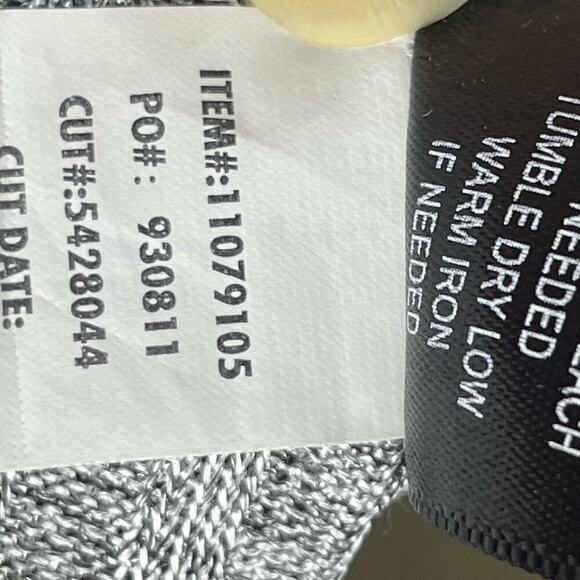 ITEM#:11079105
PO#: 930811
CUT#:5428044
CUT DATE:
NEEDED
TUMBLE DRY LOW
WARM IRON
IF NEEDED